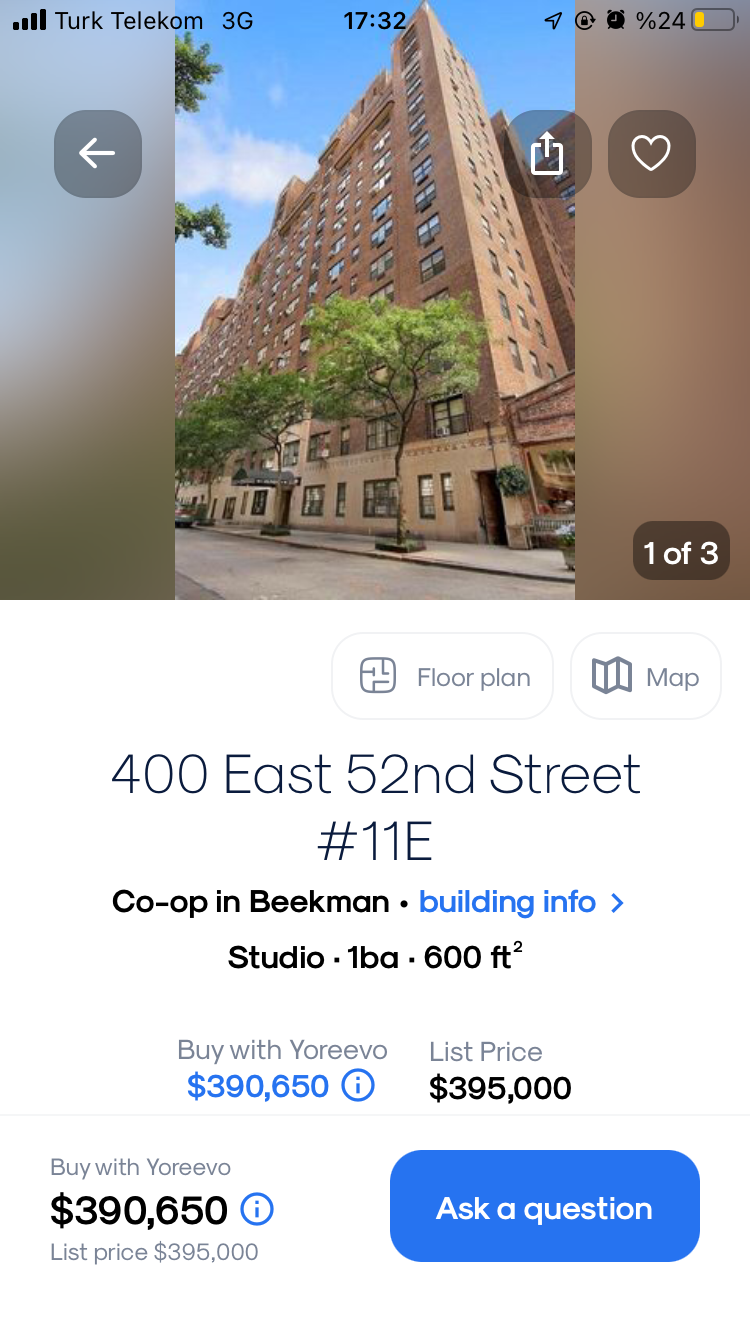 Turk Telekom 3G 17:32 %24
1 of 3
Floor plan Map
400 East 52nd Street
#11E
Co-op in Beekman • building info >
Studio · 1ba · 600 ft²
Buy with Yoreevo List Price
$390,650 $395,000
Buy with Yoreevo
$390,650
List price $395,000
Ask a question